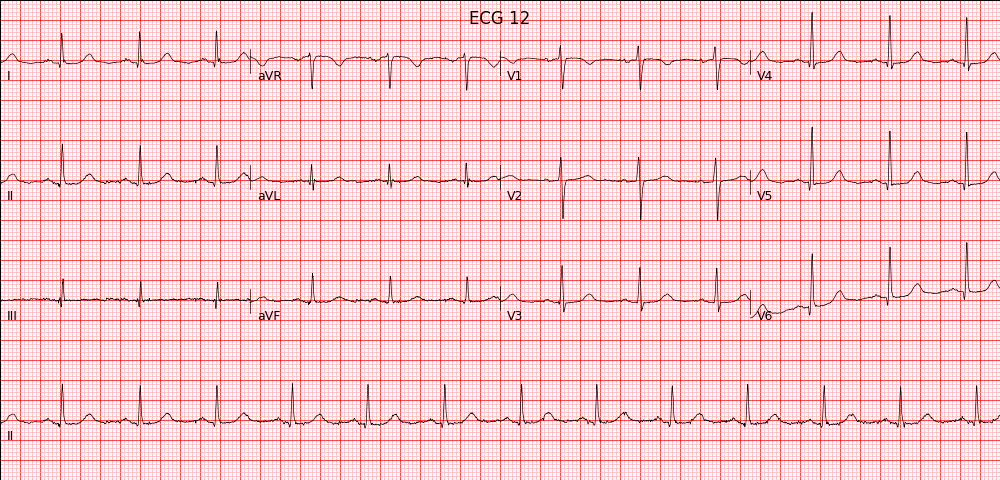 ECG 12
I aVR V1 V4
II aVL V2 V5
III aVF V3 V6
II